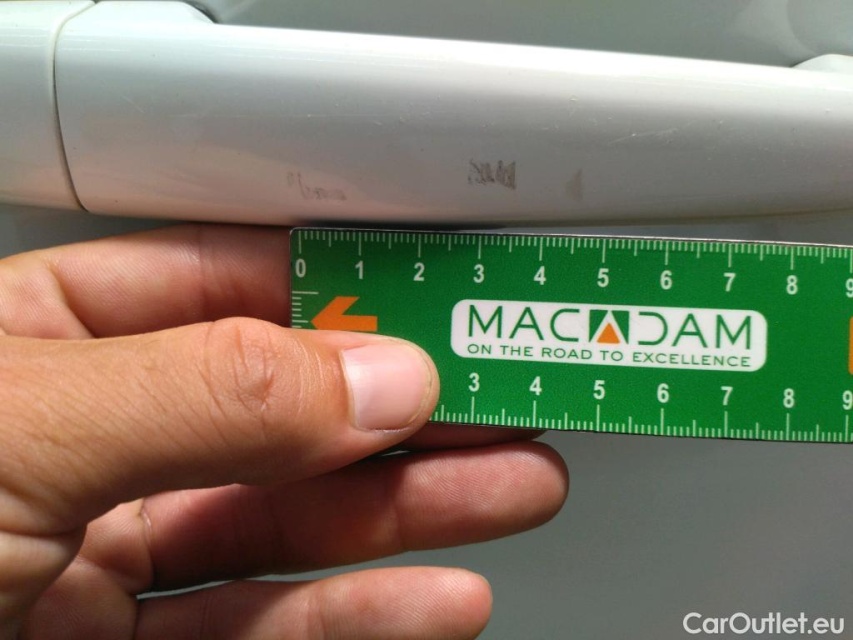 0 1 2 3 4 5 6 7 8 9
MACADAM
ON THE ROAD TO EXCELLENCE
3 4 5 6 7 8 9
CarOutlet.eu